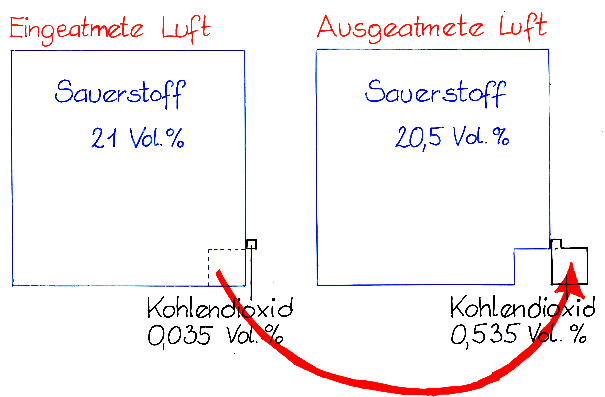 Eingeatmete Luft
Sauerstoff
21 Vol.%
Kohlendioxid
0,035 Vol.%
Ausgeatmete Luft
Sauerstoff
20,5 Vol.%
Kohlendioxid
0,535 Vol.%